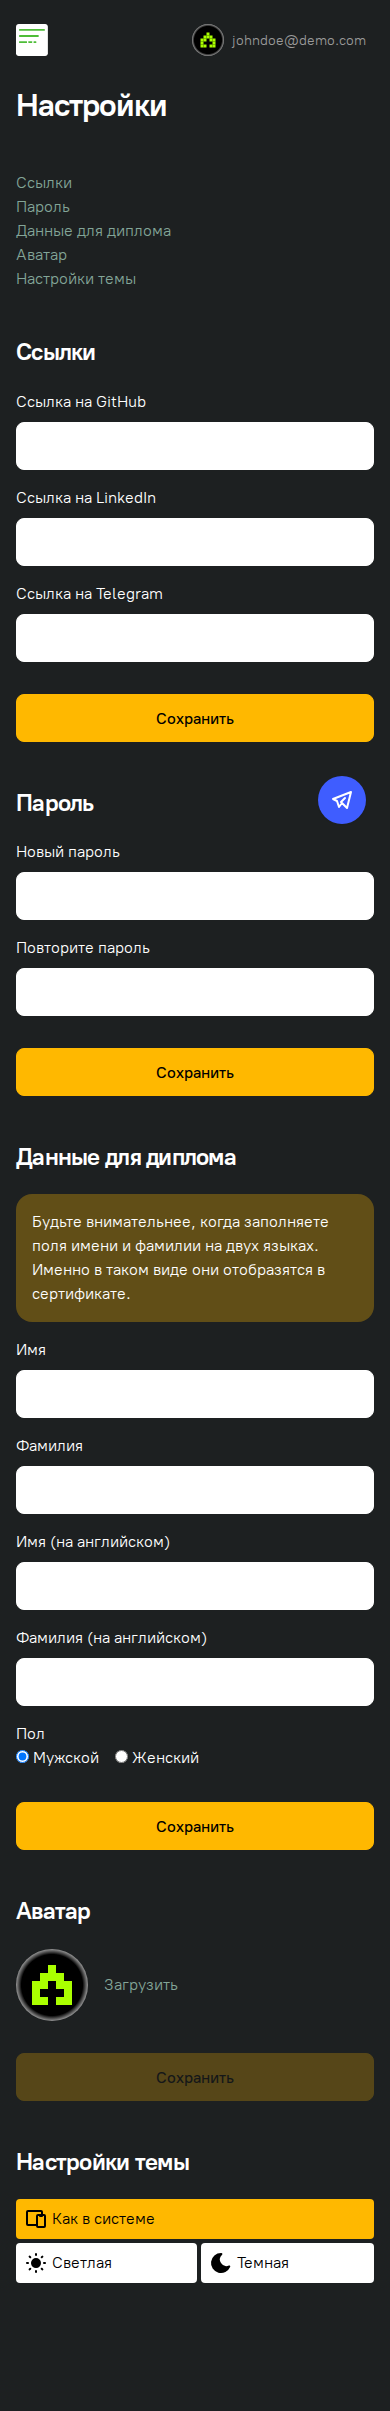 johndoe@demo.com
Настройки
Ссылки
Пароль
Данные для диплома
Аватар
Настройки темы
Ссылки
Ссылка на GitHub
Ссылка на LinkedIn
Ссылка на Telegram
Сохранить
Пароль
Новый пароль
Повторите пароль
Сохранить
Данные для диплома
Будьте внимательнее, когда заполняете
поля имени и фамилии на двух языках.
Именно в таком виде они отобразятся в
сертификате.
Имя
Фамилия
Имя (на английском)
Фамилия (на английском)
Пол
Мужской Женский
Сохранить
Аватар
Загрузить
Сохранить
Настройки темы
Как в системе
Светлая Темная